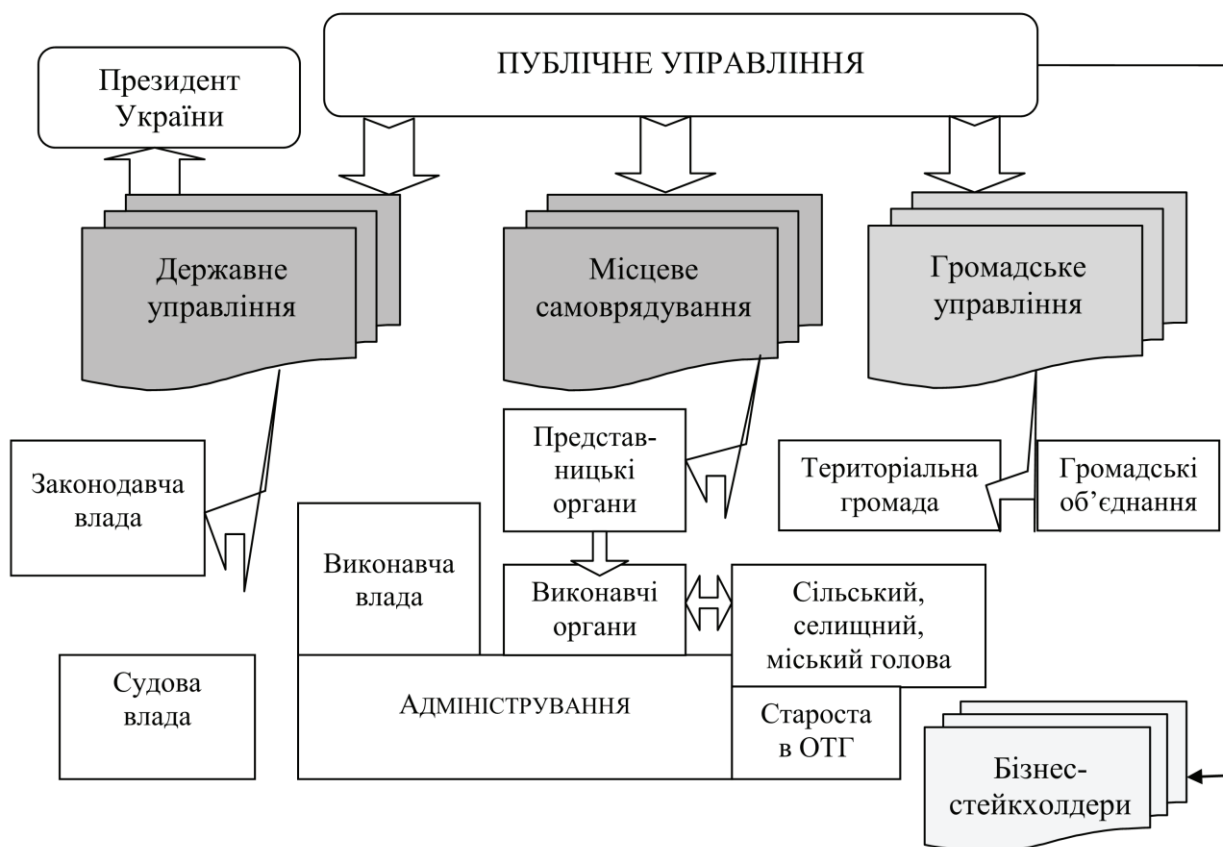 ПУБЛІЧНЕ УПРАВЛІННЯ
Президент
України
Державне
управління
Місцеве
самоврядування
Громадське
управління
Законодавча
влада
Представ-
ницькі
органи
Територіальна
громада
Громадські
об’єднання
Виконавча
влада
Виконавчі
органи
Сільський,
селищний,
міський голова
Судова
влада
АДМІНІСТРУВАННЯ
Староста
в ОТГ
Бізнес-
стейкхолдери